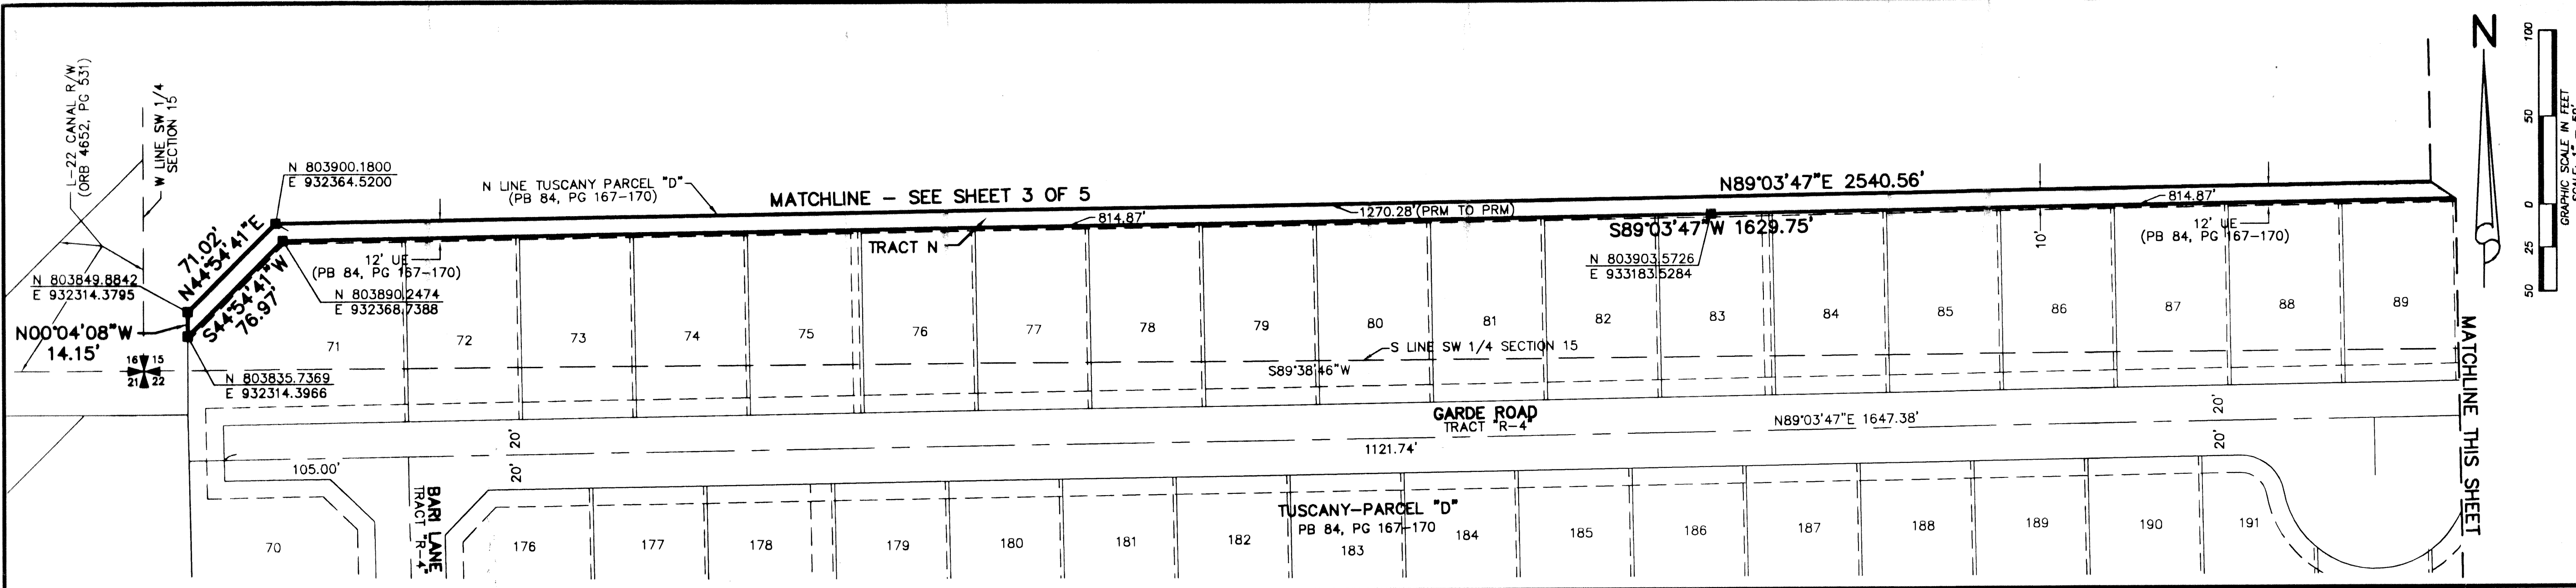 L-22 CANAL R/W
(ORB 4652, PG 531)
W LINE SW 1/4
SECTION 15
N 803900.1800
E 932364.5200
N LINE TUSCANY PARCEL "D"
(PB 84, PG 167-170)
MATCHLINE - SEE SHEET 3 OF 5
N89°03'47"E 2540.56'
1270.28'(PRM TO PRM)
814.87'
814.87'
TRACT N
S89°03'47"W 1629.75'
12' UE
(PB 84, PG 167-170)
10'
12' UE
(PB 84, PG 167-170)
N 803903.5726
E 933183.5284
71.02'
N44°54'41"E
S44°54'41"W
76.97'
N 803849.8842
E 932314.3795
N 803890.2474
E 932368.7388
N00°04'08"W
14.15'
16 15
21 22
N 803835.7369
E 932314.3966
71
72
73
74
75
76
77
78
79
80
81
82
83
84
85
86
87
88
89
S LINE SW 1/4 SECTION 15
S89°38'46"W
GARDE ROAD
TRACT "R-4"
N89°03'47"E 1647.38'
20'
20'
20'
20'
1121.74'
105.00'
BARI LANE
TRACT "R-4"
TUSCANY-PARCEL "D"
PB 84, PG 167-170
70
176
177
178
179
180
181
182
183
184
185
186
187
188
189
190
191
MATCHLINE THIS SHEET
N
100
50
0
25
50
GRAPHIC SCALE IN FEET